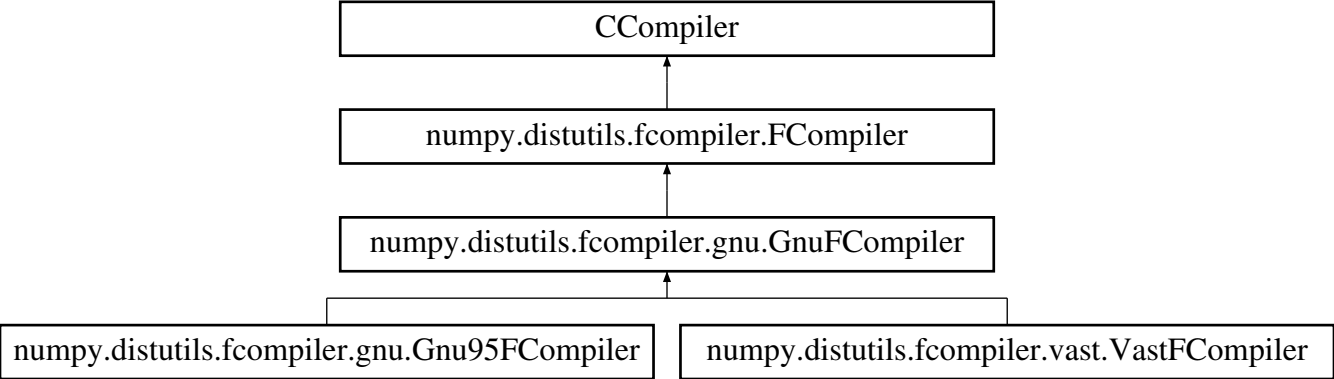 CCompiler
numpy.distutils.fcompiler.FCompiler
numpy.distutils.fcompiler.gnu.GnuFCompiler
numpy.distutils.fcompiler.gnu.Gnu95FCompiler
numpy.distutils.fcompiler.vast.VastFCompiler